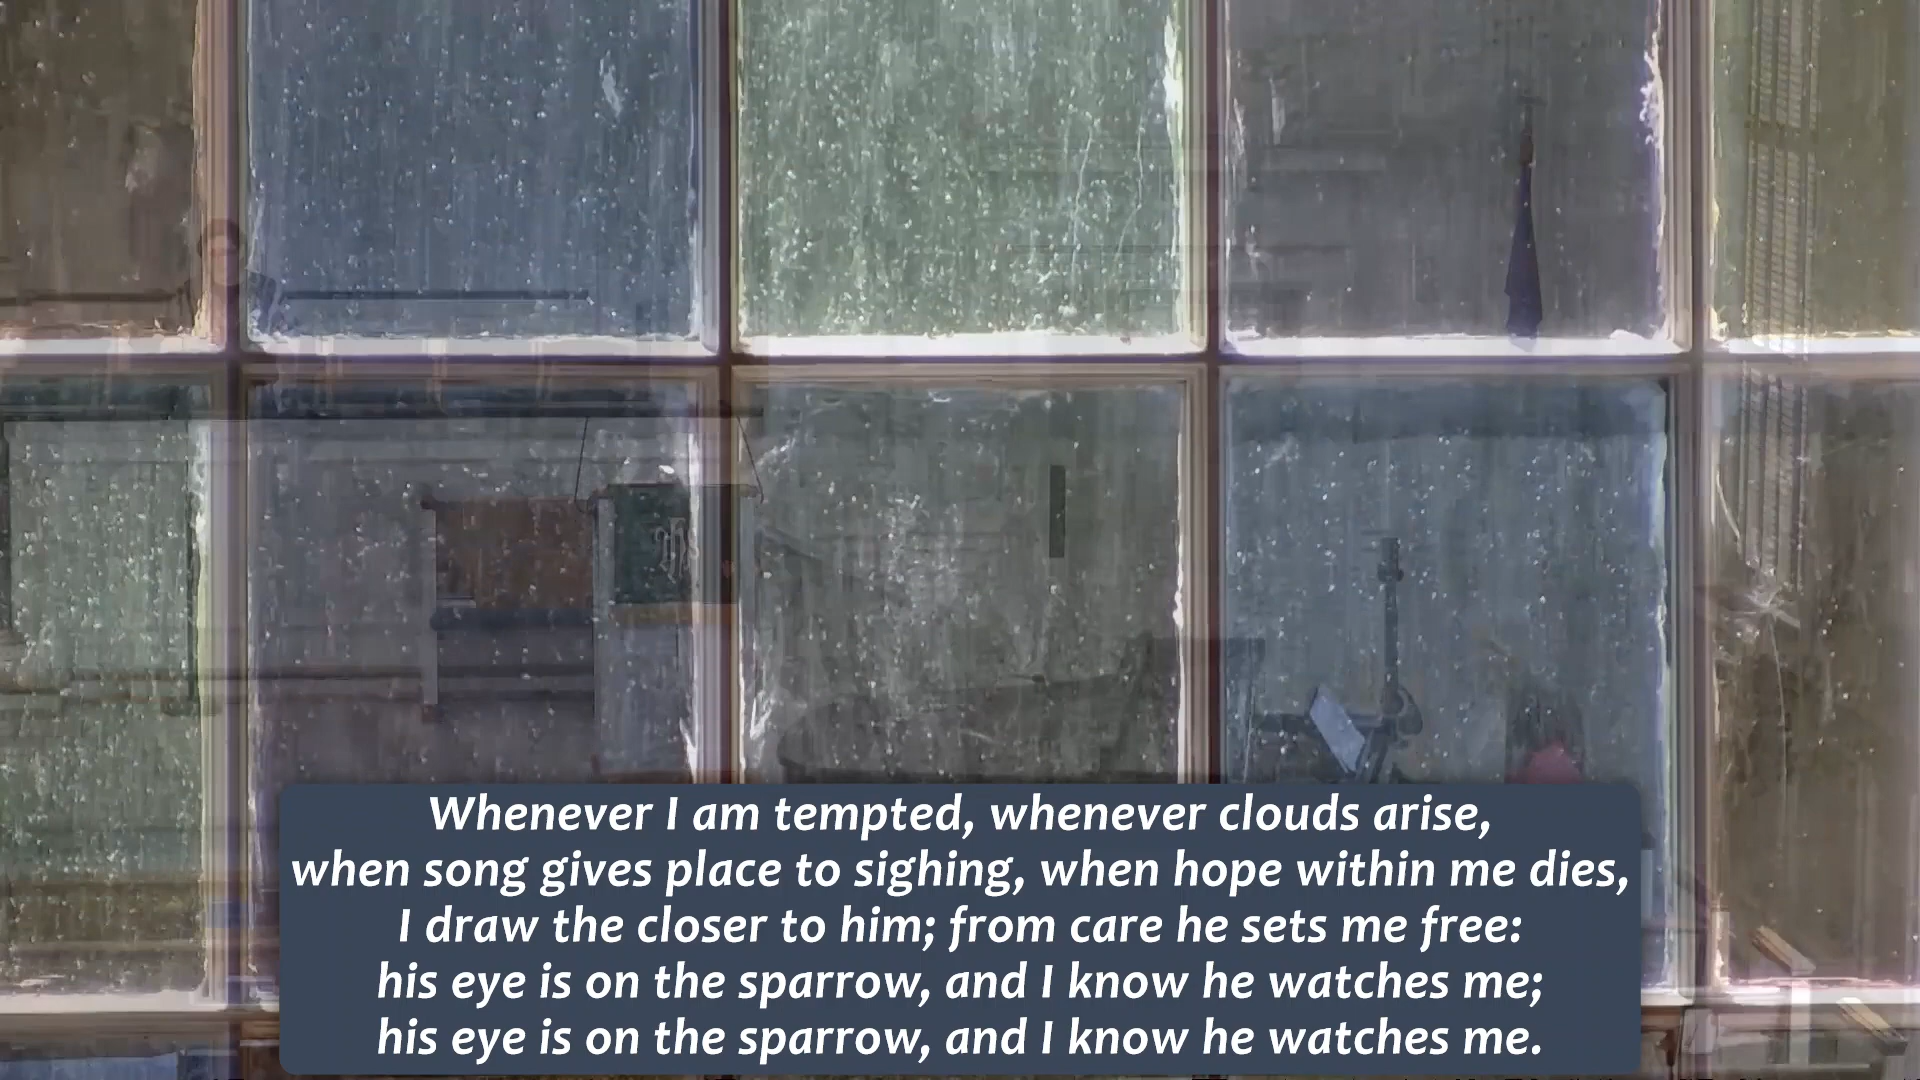 Whenever I am tempted, whenever clouds arise,
when song gives place to sighing, when hope within me dies,
I draw the closer to him; from care he sets me free:
his eye is on the sparrow, and I know he watches me;
his eye is on the sparrow, and I know he watches me.